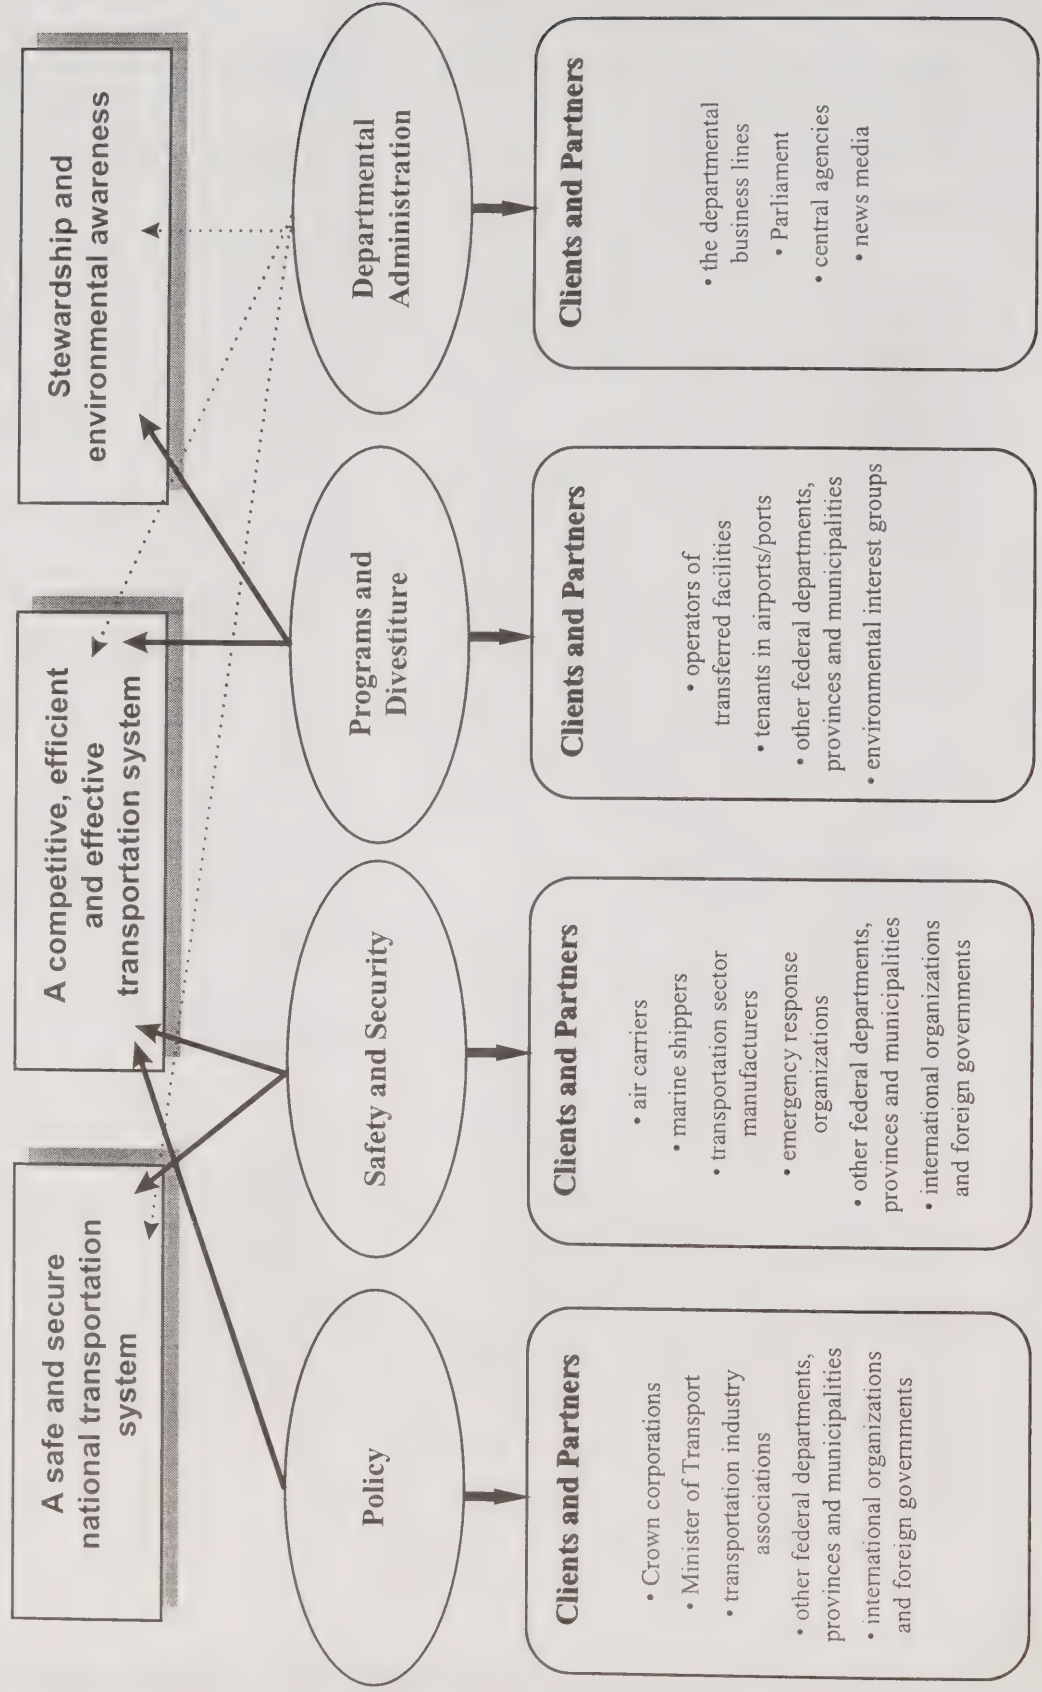 A safe and secure
national transportation
system
A competitive, efficient
and effective
transportation system
Stewardship and
environmental awareness
Policy
Safety and Security
Programs and
Divestiture
Departmental
Administration
Clients and Partners
• Crown corporations
• Minister of Transport
• transportation industry
associations
• other federal departments,
provinces and municipalities
• international organizations
and foreign governments
Clients and Partners
• air carriers
• marine shippers
• transportation sector
manufacturers
• emergency response
organizations
• other federal departments,
provinces and municipalities
• international organizations
and foreign governments
Clients and Partners
• operators of
transferred facilities
• tenants in airports/ports
• other federal departments,
provinces and municipalities
• environmental interest groups
Clients and Partners
• the departmental
business lines
• Parliament
• central agencies
• news media